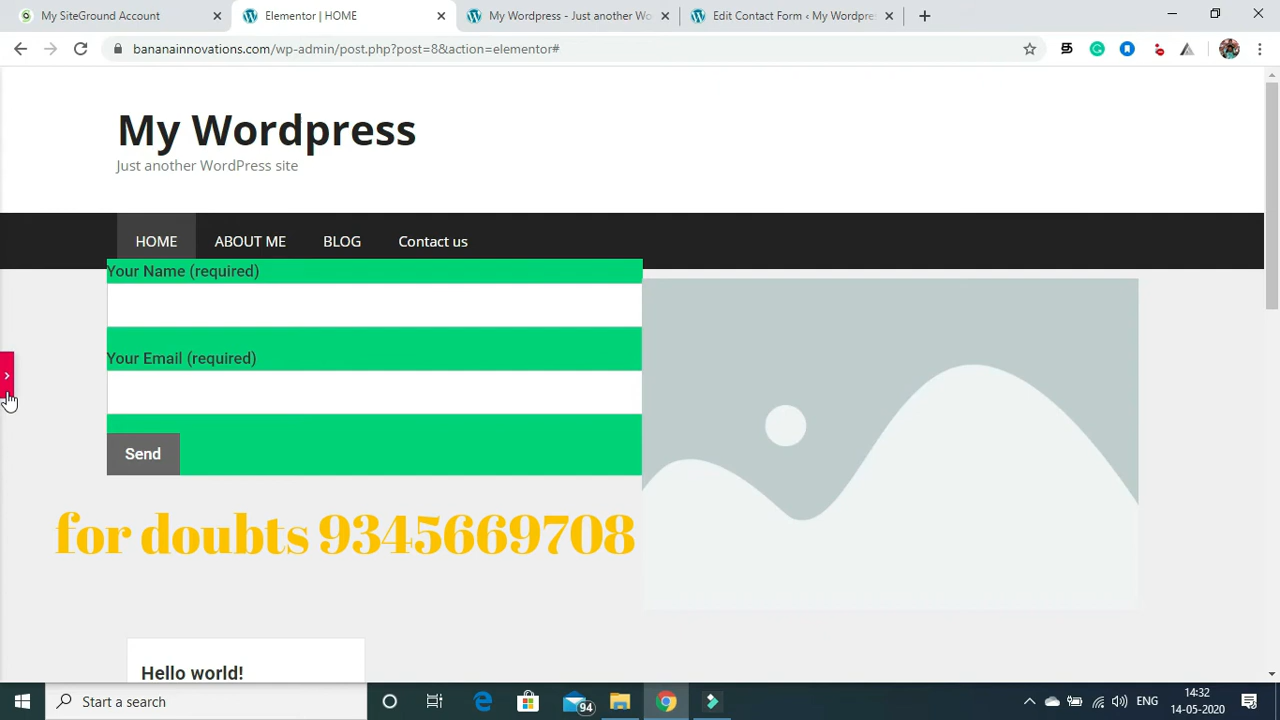 My SiteGround Account
Elementor | HOME
My Wordpress - Just another Wo
Edit Contact Form ‹ My Wordpre
bananainnovations.com/wp-admin/post.php?post=8&action=elementor#
My Wordpress
Just another WordPress site
HOME
ABOUT ME
BLOG
Contact us
Your Name (required)
Your Email (required)
Send
for doubts 9345669708
Hello world!
Start a search
94
ENG
14:32
14-05-2020